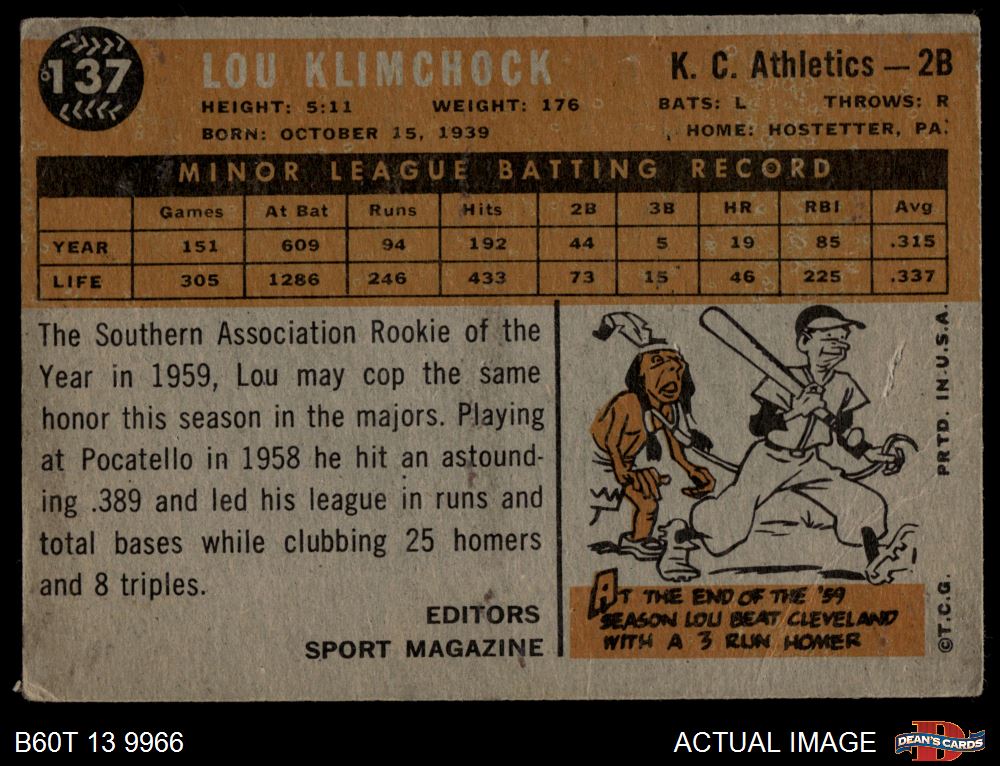 137
LOU KLIMCHOCK
K. C. Athletics — 2B
HEIGHT: 5:11 WEIGHT: 176 BATS: L THROWS: R
BORN: OCTOBER 15, 1939 HOME: HOSTETTER, PA.
MINOR LEAGUE BATTING RECORD
Games At Bat Runs Hits 2B 3B HR RBI Avg
YEAR 151 609 94 192 44 5 19 85 .315
LIFE 305 1286 246 433 73 15 46 225 .337
The Southern Association Rookie of the
Year in 1959, Lou may cop the same
honor this season in the majors. Playing
at Pocatello in 1958 he hit an astound-
ing .389 and led his league in runs and
total bases while clubbing 25 homers
and 8 triples.
EDITORS
SPORT MAGAZINE
AT THE END OF THE '59
SEASON LOU BEAT CLEVELAND
WITH A 3 RUN HOMER
©T.C.G. PRTD. IN U.S.A.
B60T 13 9966
ACTUAL IMAGE
DEAN'S CARDS